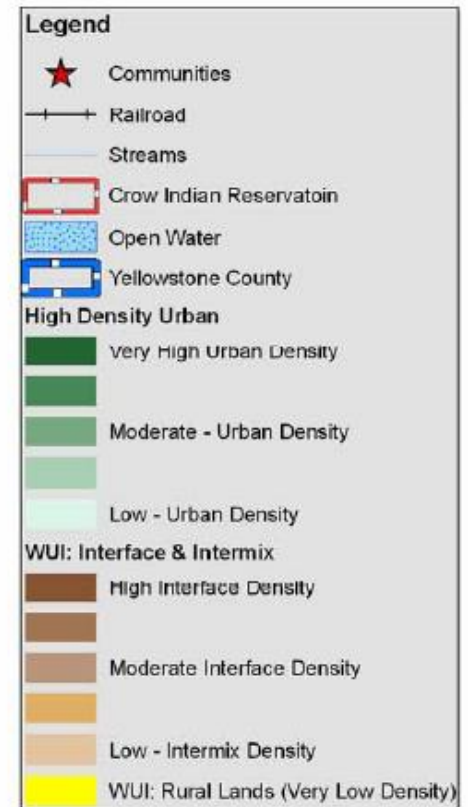 Legend
Communities
Railroad
Streams
Crow Indian Reservatoin
Open Water
Yellowstone County
High Density Urban
Very High Urban Density
Moderate - Urban Density
Low - Urban Density
WUI: Interface & Intermix
High Interface Density
Moderate Interface Density
Low - Intermix Density
WUI: Rural Lands (Very Low Density)